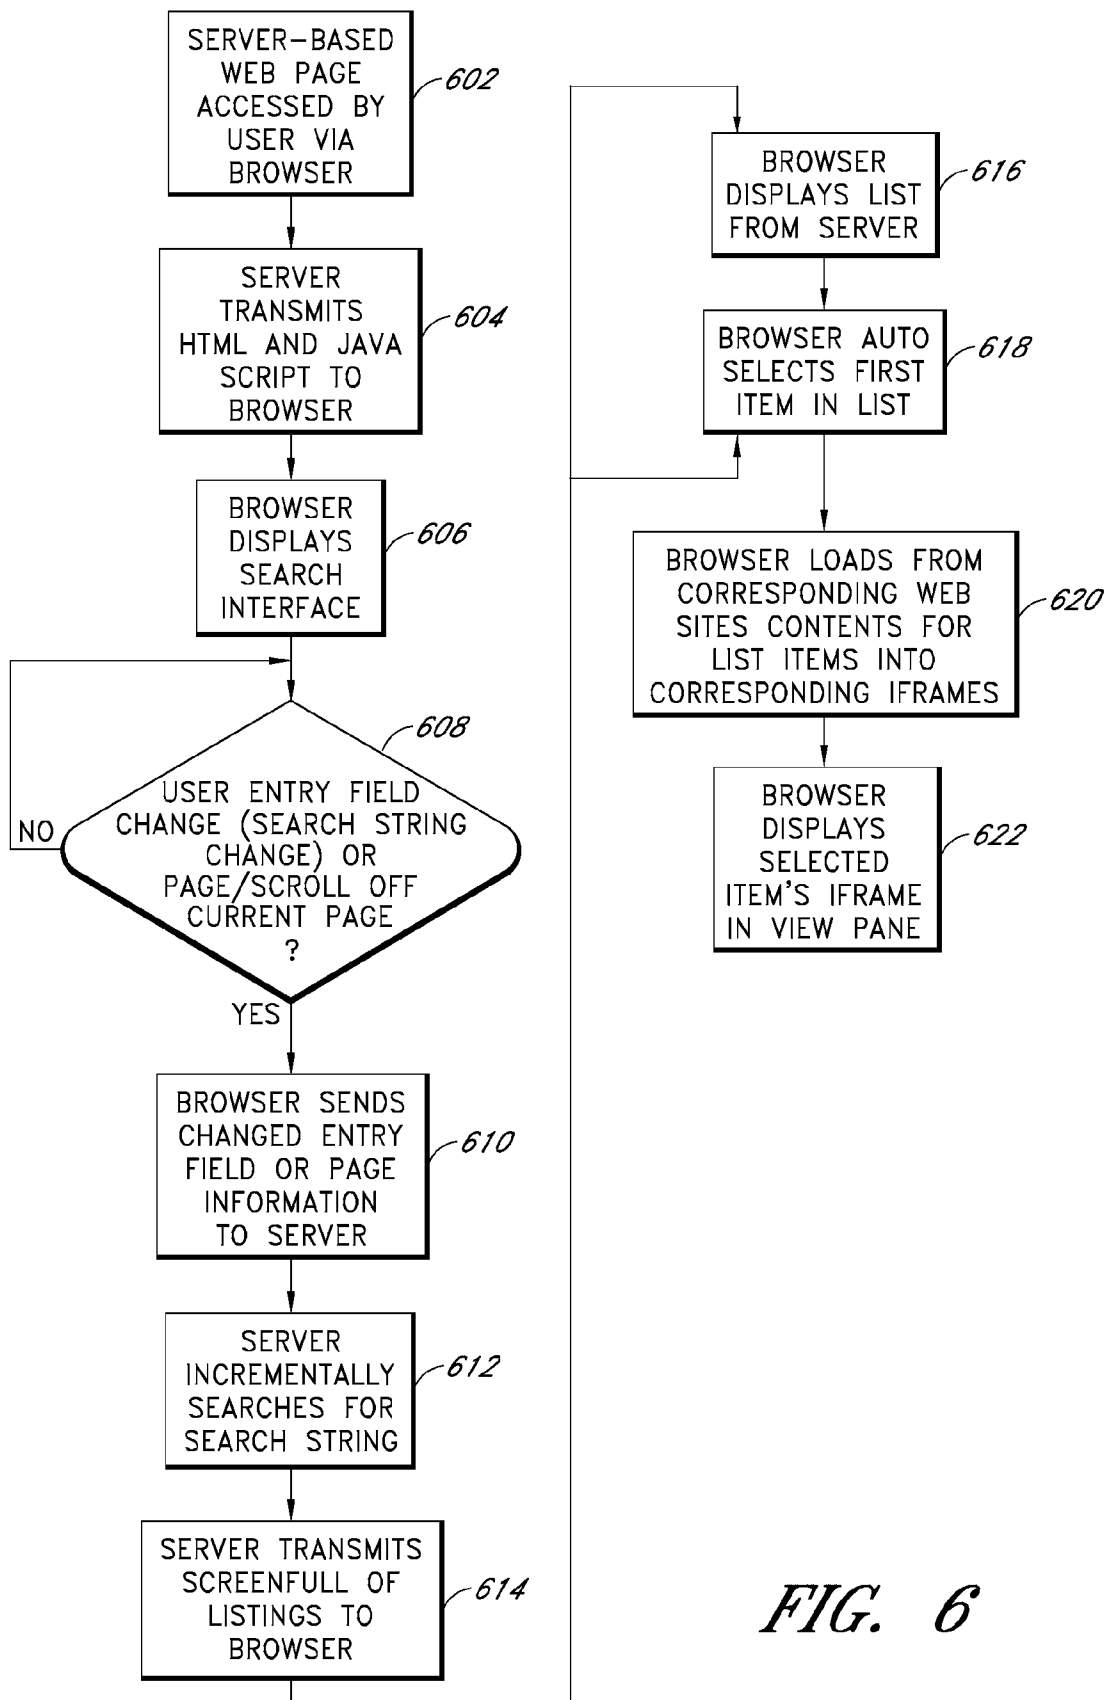 SERVER-BASED
WEB PAGE
ACCESSED BY
USER VIA
BROWSER
602
SERVER
TRANSMITS
HTML AND JAVA
SCRIPT TO
BROWSER
604
BROWSER
DISPLAYS
SEARCH
INTERFACE
606
608
USER ENTRY FIELD
CHANGE (SEARCH STRING
CHANGE) OR
PAGE/SCROLL OFF
CURRENT PAGE
?
NO
YES
BROWSER SENDS
CHANGED ENTRY
FIELD OR PAGE
INFORMATION
TO SERVER
610
SERVER
INCREMENTALLY
SEARCHES FOR
SEARCH STRING
612
SERVER TRANSMITS
SCREENFULL OF
LISTINGS TO
BROWSER
614
BROWSER
DISPLAYS LIST
FROM SERVER
616
BROWSER AUTO
SELECTS FIRST
ITEM IN LIST
618
BROWSER LOADS FROM
CORRESPONDING WEB
SITES CONTENTS FOR
LIST ITEMS INTO
CORRESPONDING IFRAMES
620
BROWSER
DISPLAYS
SELECTED
ITEM'S IFRAME
IN VIEW PANE
622
FIG. 6